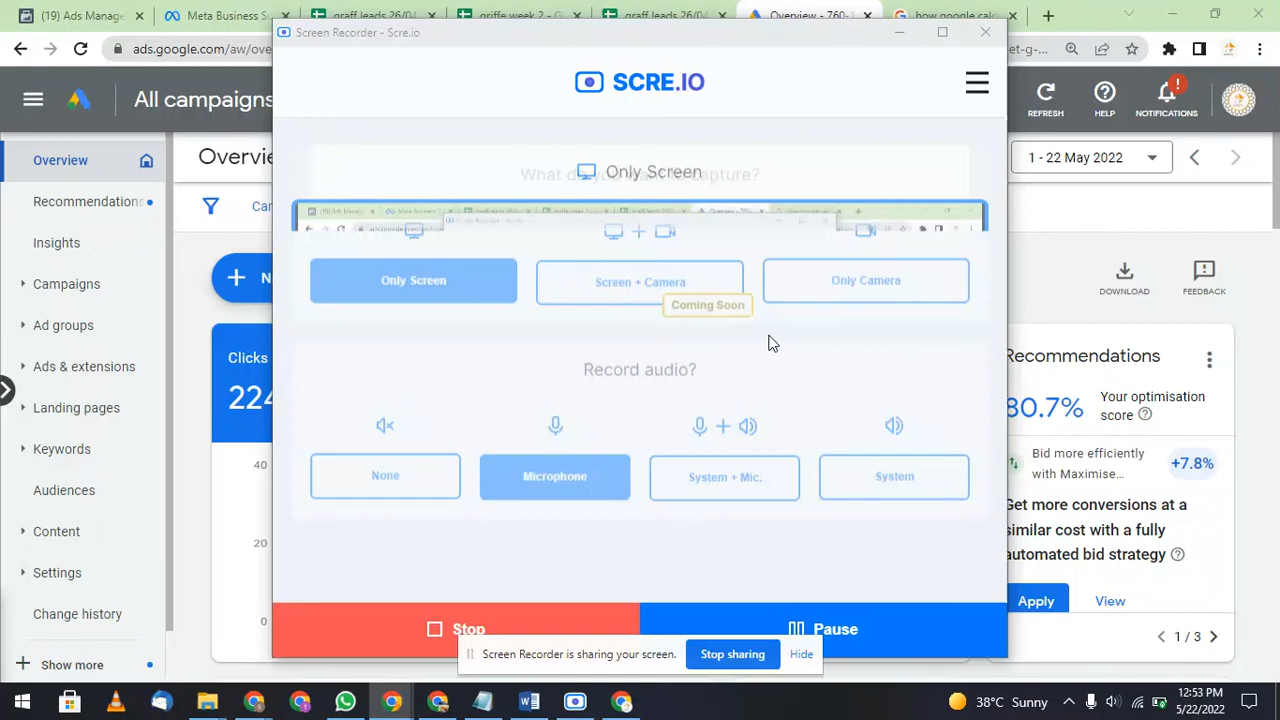 (19) Ads Manage
Meta Business S
graff leads 26/04
griffe week 2 - G
graff leads 26/04
Overview - 760-1
how google calc
ads.google.com/aw/ove
et-g-...
Screen Recorder - Scre.io
SCRE.IO
All campaigns
REFRESH
HELP
NOTIFICATIONS
Overview
Recommendations
Insights
Campaigns
Ad groups
Ads & extensions
Landing pages
Keywords
Audiences
Content
Settings
Change history
Show more
Overvie
1 - 22 May 2022
Can
N
DOWNLOAD
FEEDBACK
Clicks
224
40
20
0
What do you want to capture?
Only Screen
Only Screen
Screen + Camera
Coming Soon
Only Camera
Record audio?
None
Microphone
System + Mic.
System
Stop
Pause
Screen Recorder is sharing your screen.
Stop sharing
Hide
Recommendations
80.7%
Your optimisation
score
Bid more efficiently
with Maximise...
+7.8%
Get more conversions at a
similar cost with a fully
automated bid strategy
Apply
View
1 / 3
38°C Sunny
12:53 PM
5/22/2022